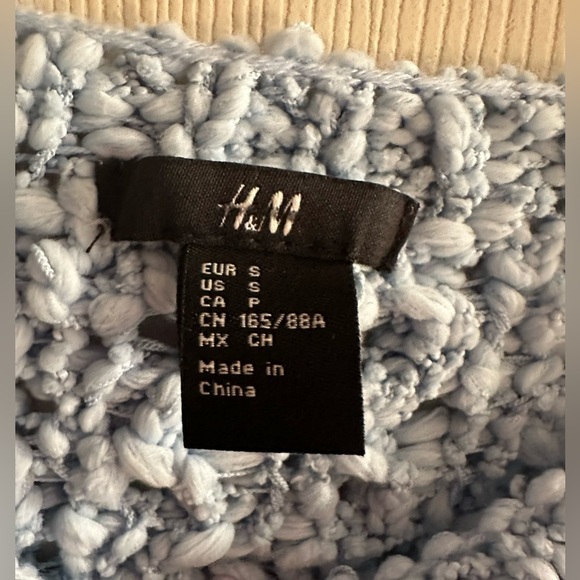 H&M
EUR S
US S
CA P
CN 165/88A
MX CH
Made in
China